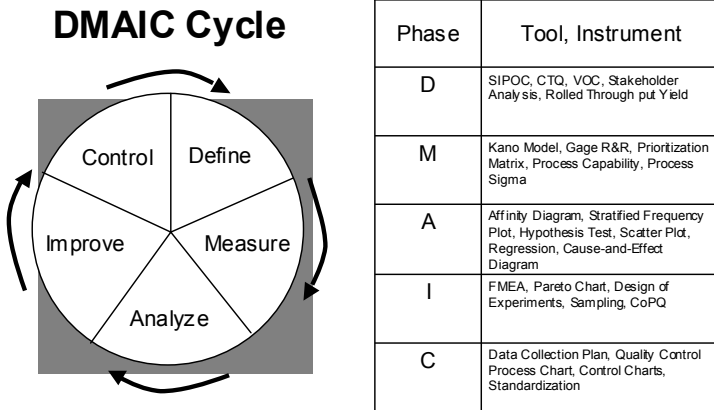 DMAIC Cycle
Control
Define
Improve
Measure
Analyze
Phase
Tool, Instrument
D
SIPOC, CTQ, VOC, Stakeholder
Analysis, Rolled Through put Yield
M
Kano Model, Gage R&R, Prioritization
Matrix, Process Capability, Process
Sigma
A
Affinity Diagram, Stratified Frequency
Plot, Hypothesis Test, Scatter Plot,
Regression, Cause-and-Effect
Diagram
I
FMEA, Pareto Chart, Design of
Experiments, Sampling, CoPQ
C
Data Collection Plan, Quality Control
Process Chart, Control Charts,
Standardization